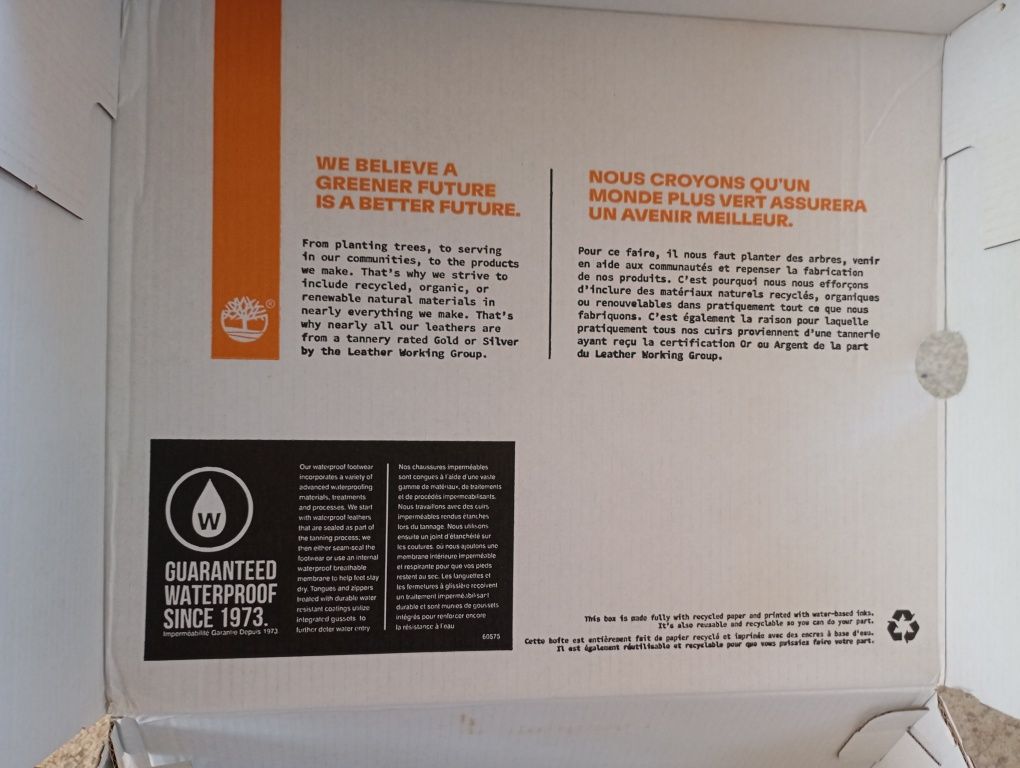 WE BELIEVE A
GREENER FUTURE
IS A BETTER FUTURE.
From planting trees, to serving
in our communities, to the products
we make. That's why we strive to
include recycled, organic, or
renewable natural materials in
nearly everything we make. That's
why nearly all our leathers are
from a tannery rated Gold or Silver
by the Leather Working Group.
NOUS CROYONS QU'UN
MONDE PLUS VERT ASSURERA
UN AVENIR MEILLEUR.
Pour ce faire, il nous faut planter des arbres, venir
en aide aux communautés et repenser la fabrication
de nos produits. C'est pourquoi nous nous efforçons
d'inclure des matériaux naturels recyclés, organiques
ou renouvelables dans pratiquement tout ce que nous
fabriquons. C'est également la raison pour laquelle
pratiquement tous nos cuirs proviennent d'une tannerie
ayant reçu la certification Or ou Argent de la part
du Leather Working Group.
®
W
GUARANTEED
WATERPROOF
SINCE 1973.
Imperméabilité Garantie Depuis 1973
Our waterproof footwear
incorporates a variety of
advanced waterproofing
materials, treatments
and processes. We start
with waterproof leathers
that are sealed as part of
the tanning process; we
then either seam-seal the
footwear or use an internal
waterproof breathable
membrane to help feet stay
dry. Tongues and zippers
treated with durable water
resistant coatings utilize
integrated gussets to
further deter water entry
Nos chaussures imperméables
sont conçues à l'aide d'une vaste
gamme de matériaux, de traitements
et de procédés imperméabilisants.
Nous travaillons avec des cuirs
imperméables rendus étanches
lors du tannage. Nous utilisons
ensuite un joint d'étanchéité sur
les coutures, où nous ajoutons une
membrane intérieure imperméable
et respirante pour que vos pieds
restent au sec. Les languettes et
les fermetures à glissière reçoivent
un traitement imperméabilisant
durable et sont munies de goussets
intégrés pour renforcer encore
la résistance à l'eau
60575
This box is made fully with recycled paper and printed with water-based inks.
It's also reusable and recyclable so you can do your part.
Cette boîte est entièrement fait de papier recyclé et imprimée avec des encres à base d'eau.
Il est également réutilisable et recyclable pour que vous puissiez faire votre part.